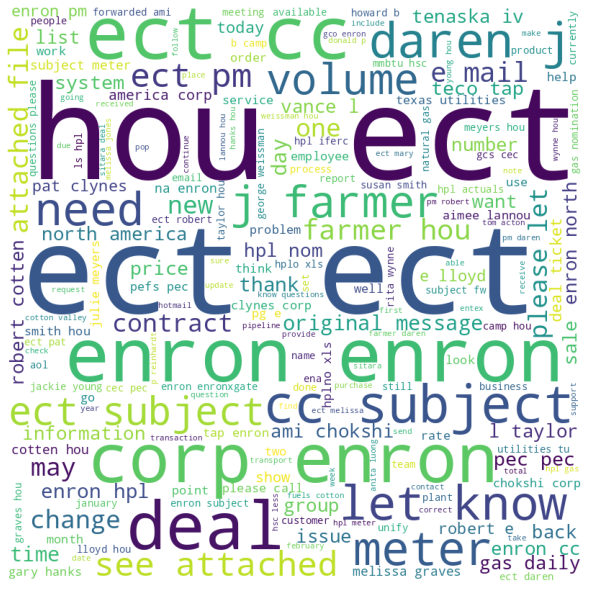 enron pm
forwarded ami
meeting available
howard b
people
list
work
ect cc
today
b camp
order
gco enron
follow
donald p
include
make
product
tenaska iv
currently
daren j
subject meter
system
america corp
ect pm
volume
mmbtu hsc
young hou
e mail
help
teco tap
place
going
received
service
texas utilities
attached file
questions please
ls hpl
due
hou ect
vance l
one
day
meyers hou
number
natural gas
gas nomination
wynne hou
sitara deal
melissa jones
hpl iferc
weissman hou
hanks hou
employee
gcs cec
note
pat clynes
na enron
email
pop
continue
lannou hou
george weissman
process
ect mary
report
susan smith
hpl actuals
use
tom acton
need
new
j farmer
want
pm robert
pm daren
ect robert
taylor hou
north america
problem
farmer hou
aimee lannou
able
please let
deal ticket
enron north
robert cotten
julie meyers
price
hpl nom
hplo xls
think
set
well
rita wynne
subject fw
receive
sure
request
update
pefs pec
thank
e lloyd
ect ect
hotmail
know questions
first
clynes corp
pg e
entex
smith hou
cotton valley
contract
original message
camp hou
sale
ect pat
check
aol
p reinhardt
pipeline
provide
farmer daren
name
hplno xls
look
enron enron
jackie young
cec pec
enron enronxgate
done
ena
purchase
sitara
still
business
go
year
question
find
ect melissa
support
ect subject
cc subject
transaction
tap enron
send
team
rate
utilities tu
information
two
ami chokshi
l taylor
cotten hou
transport
week
anita luong
corp enron
contact
total
hpl gas
may
january
enron subject
show
fuels cotton
plant
pec pec
enron hpl
point
please call
hsc less
customer
hpl meter
correct
take
chokshi corp
graves hou
change
deal
group
unify
let know
robert e
back
month
february
issue
meter
enron cc
time
lloyd hou
date
gary hanks
see attached
melissa graves
gas daily
ect daren